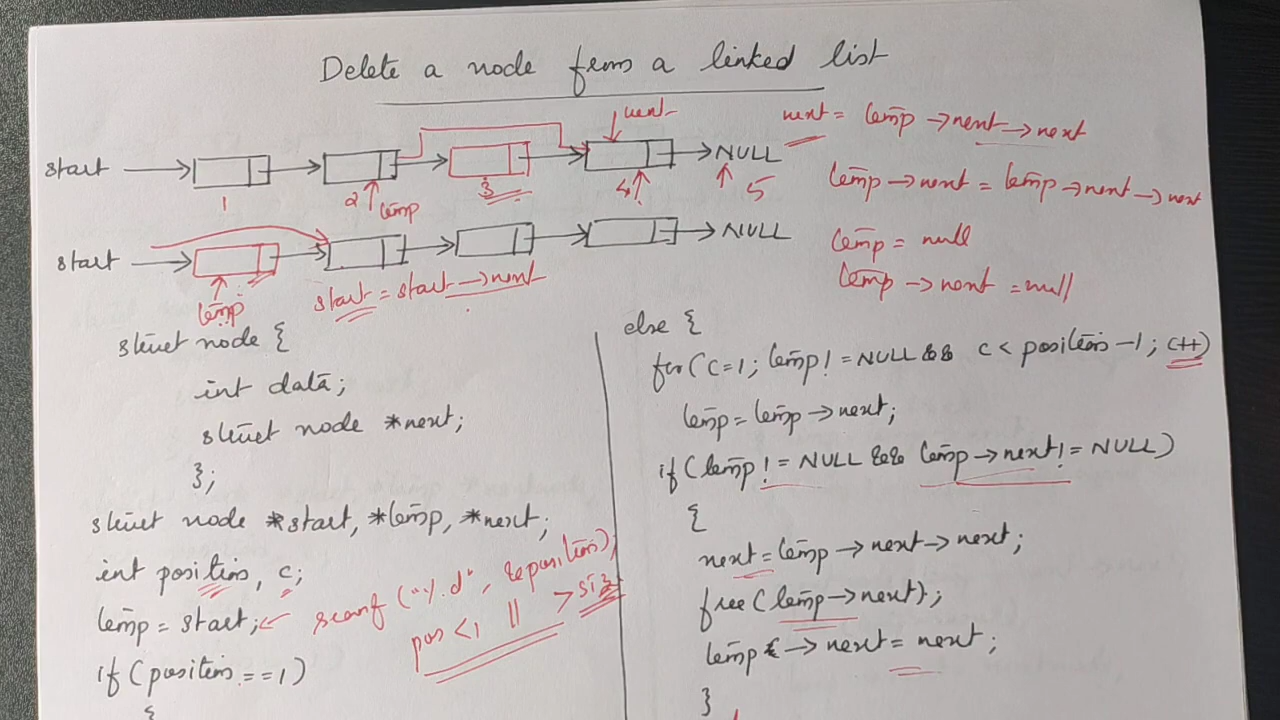 Delete a node from a linked list
next
next = temp → next → next
start
NULL
1
2
temp
3
4
5
temp → next = temp → next → next
start
NULL
temp
start = start → next
temp = null
temp → next = null
struct node {
int data;
struct node *next;
};
struct node *start, *temp, *next;
int position, c;
temp = start; ← scanf ("%d", &position);
pos < 1 || > siz
if (position == 1)
{
else {
for (c=1; temp != NULL && c < position - 1; c++)
temp = temp → next;
if (temp != NULL && temp → next != NULL)
{
next = temp → next → next;
free (temp → next);
temp → next = next;
}